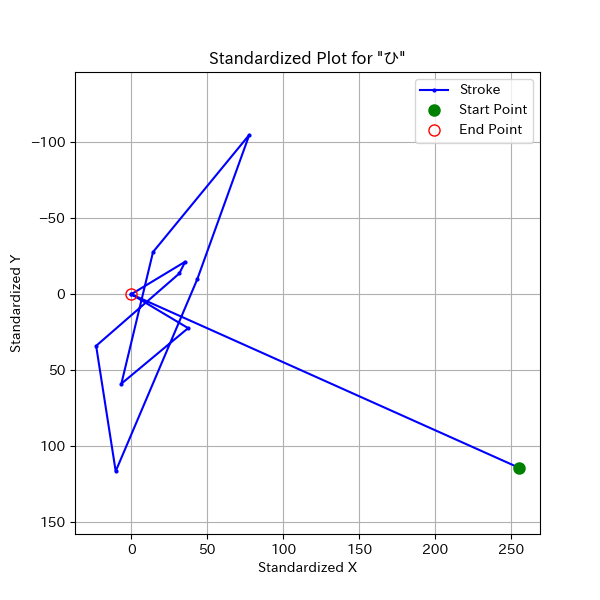 Standardized Plot for "ひ"
Stroke
Start Point
End Point
Standardized Y
−100
−50
0
50
100
150
0 50 100 150 200 250
Standardized X